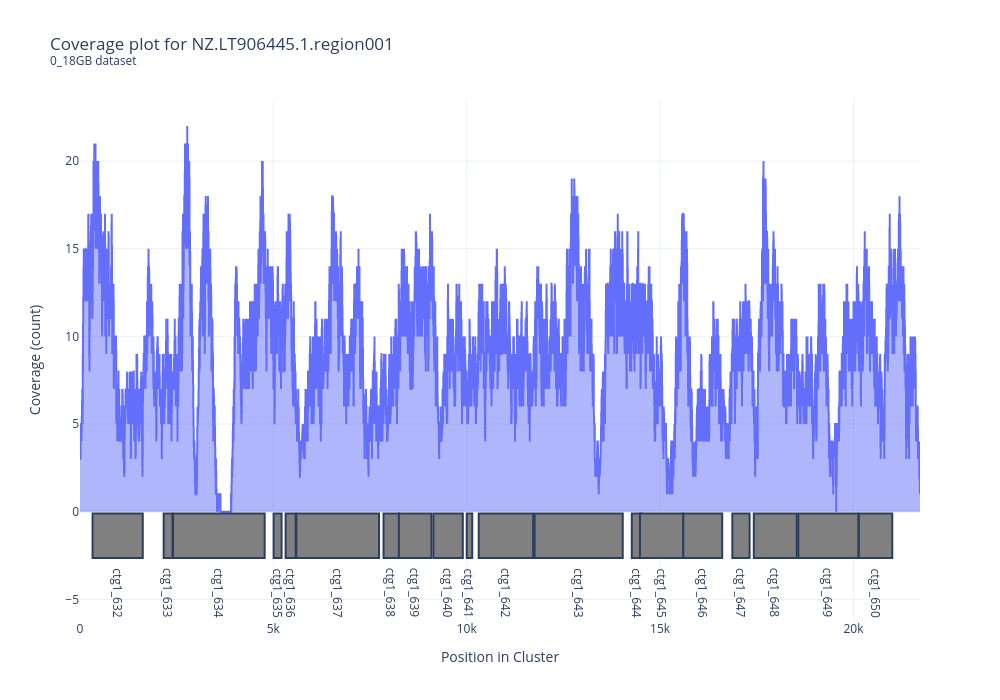 Coverage plot for NZ.LT906445.1.region001
0_18GB dataset
Coverage (count)
20
15
10
5
0
−5
ctg1_632
ctg1_633
ctg1_634
ctg1_635
ctg1_636
ctg1_637
ctg1_638
ctg1_639
ctg1_640
ctg1_641
ctg1_642
ctg1_643
ctg1_644
ctg1_645
ctg1_646
ctg1_647
ctg1_648
ctg1_649
ctg1_650
0 5k 10k 15k 20k
Position in Cluster